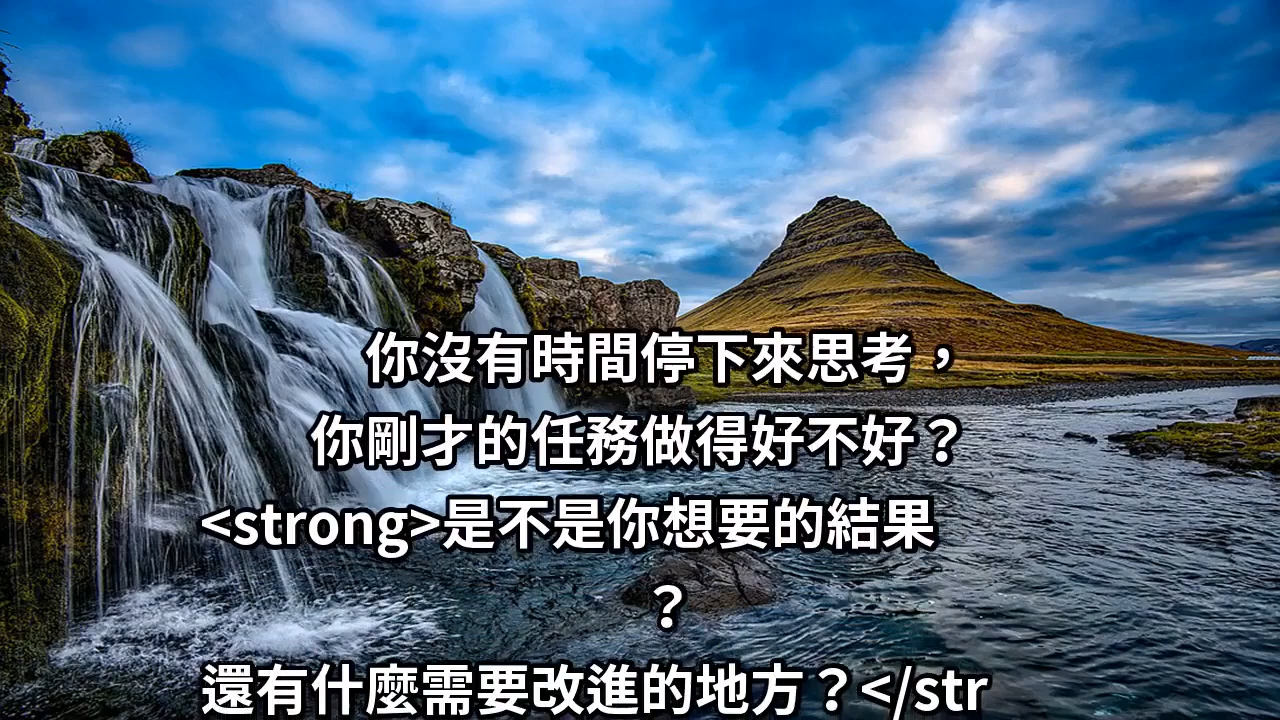 你沒有時間停下來思考，
你剛才的任務做得好不好？
<strong>是不是你想要的結果
？
還有什麼需要改進的地方？</str